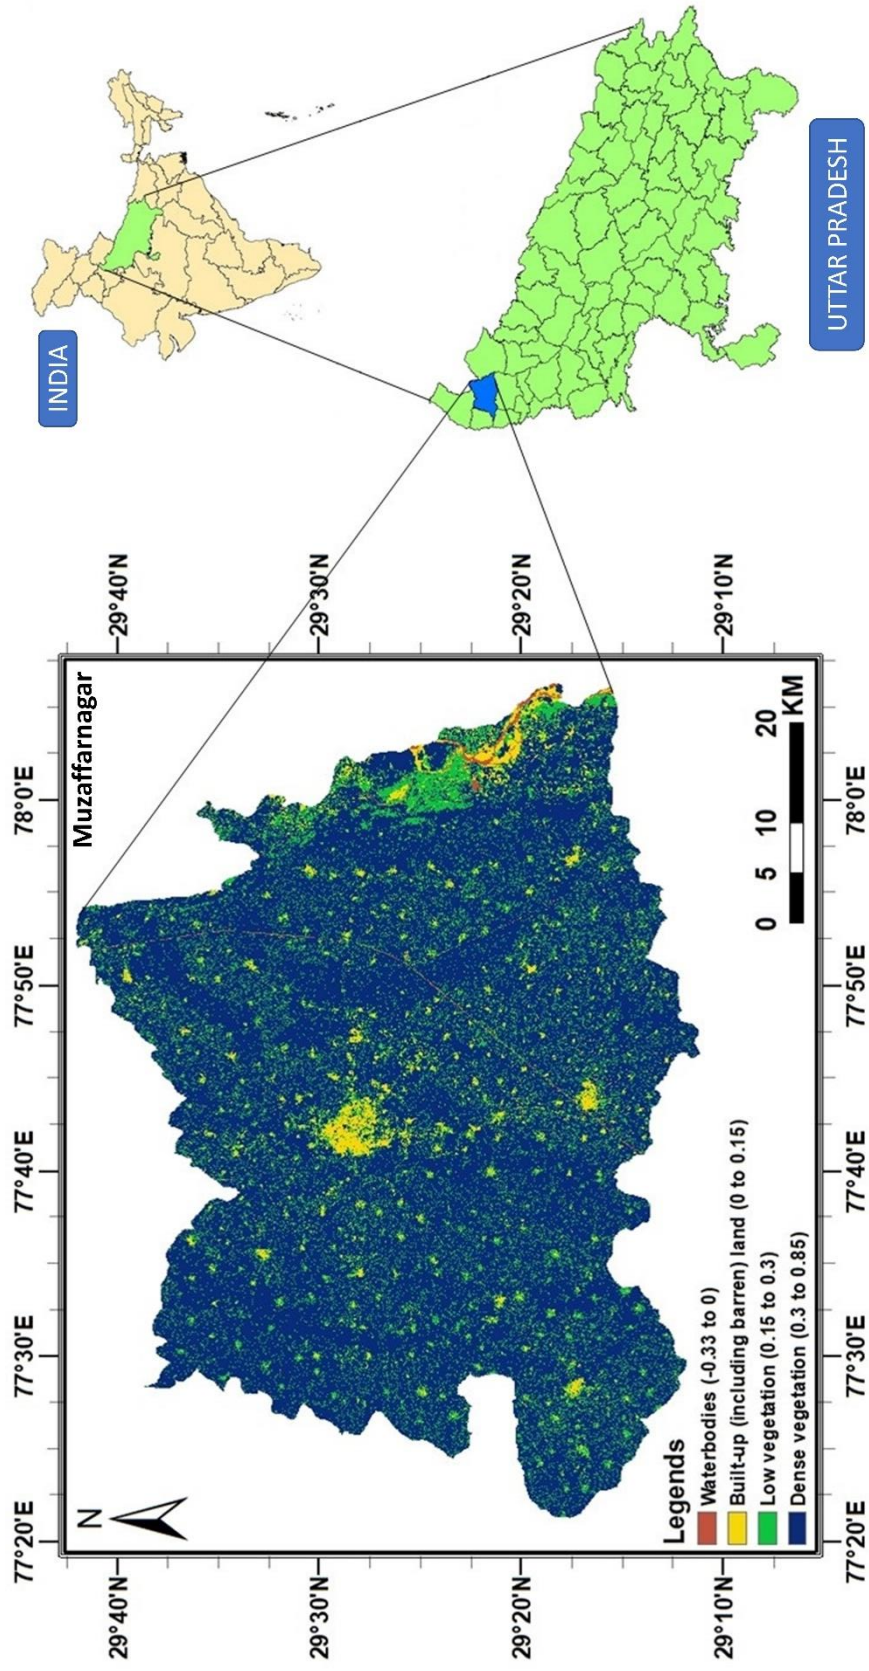 Muzaffarnagar
N
77°20'E
77°30'E
77°40'E
77°50'E
78°0'E
29°40'N
29°40'N
29°30'N
29°30'N
29°20'N
29°20'N
29°10'N
29°10'N
Legends
Waterbodies (-0.33 to 0)
Built-up (including barren) land (0 to 0.15)
Low vegetation (0.15 to 0.3)
Dense vegetation (0.3 to 0.85)
0 5 10 20
KM
77°20'E
77°30'E
77°40'E
77°50'E
78°0'E
INDIA
UTTAR PRADESH